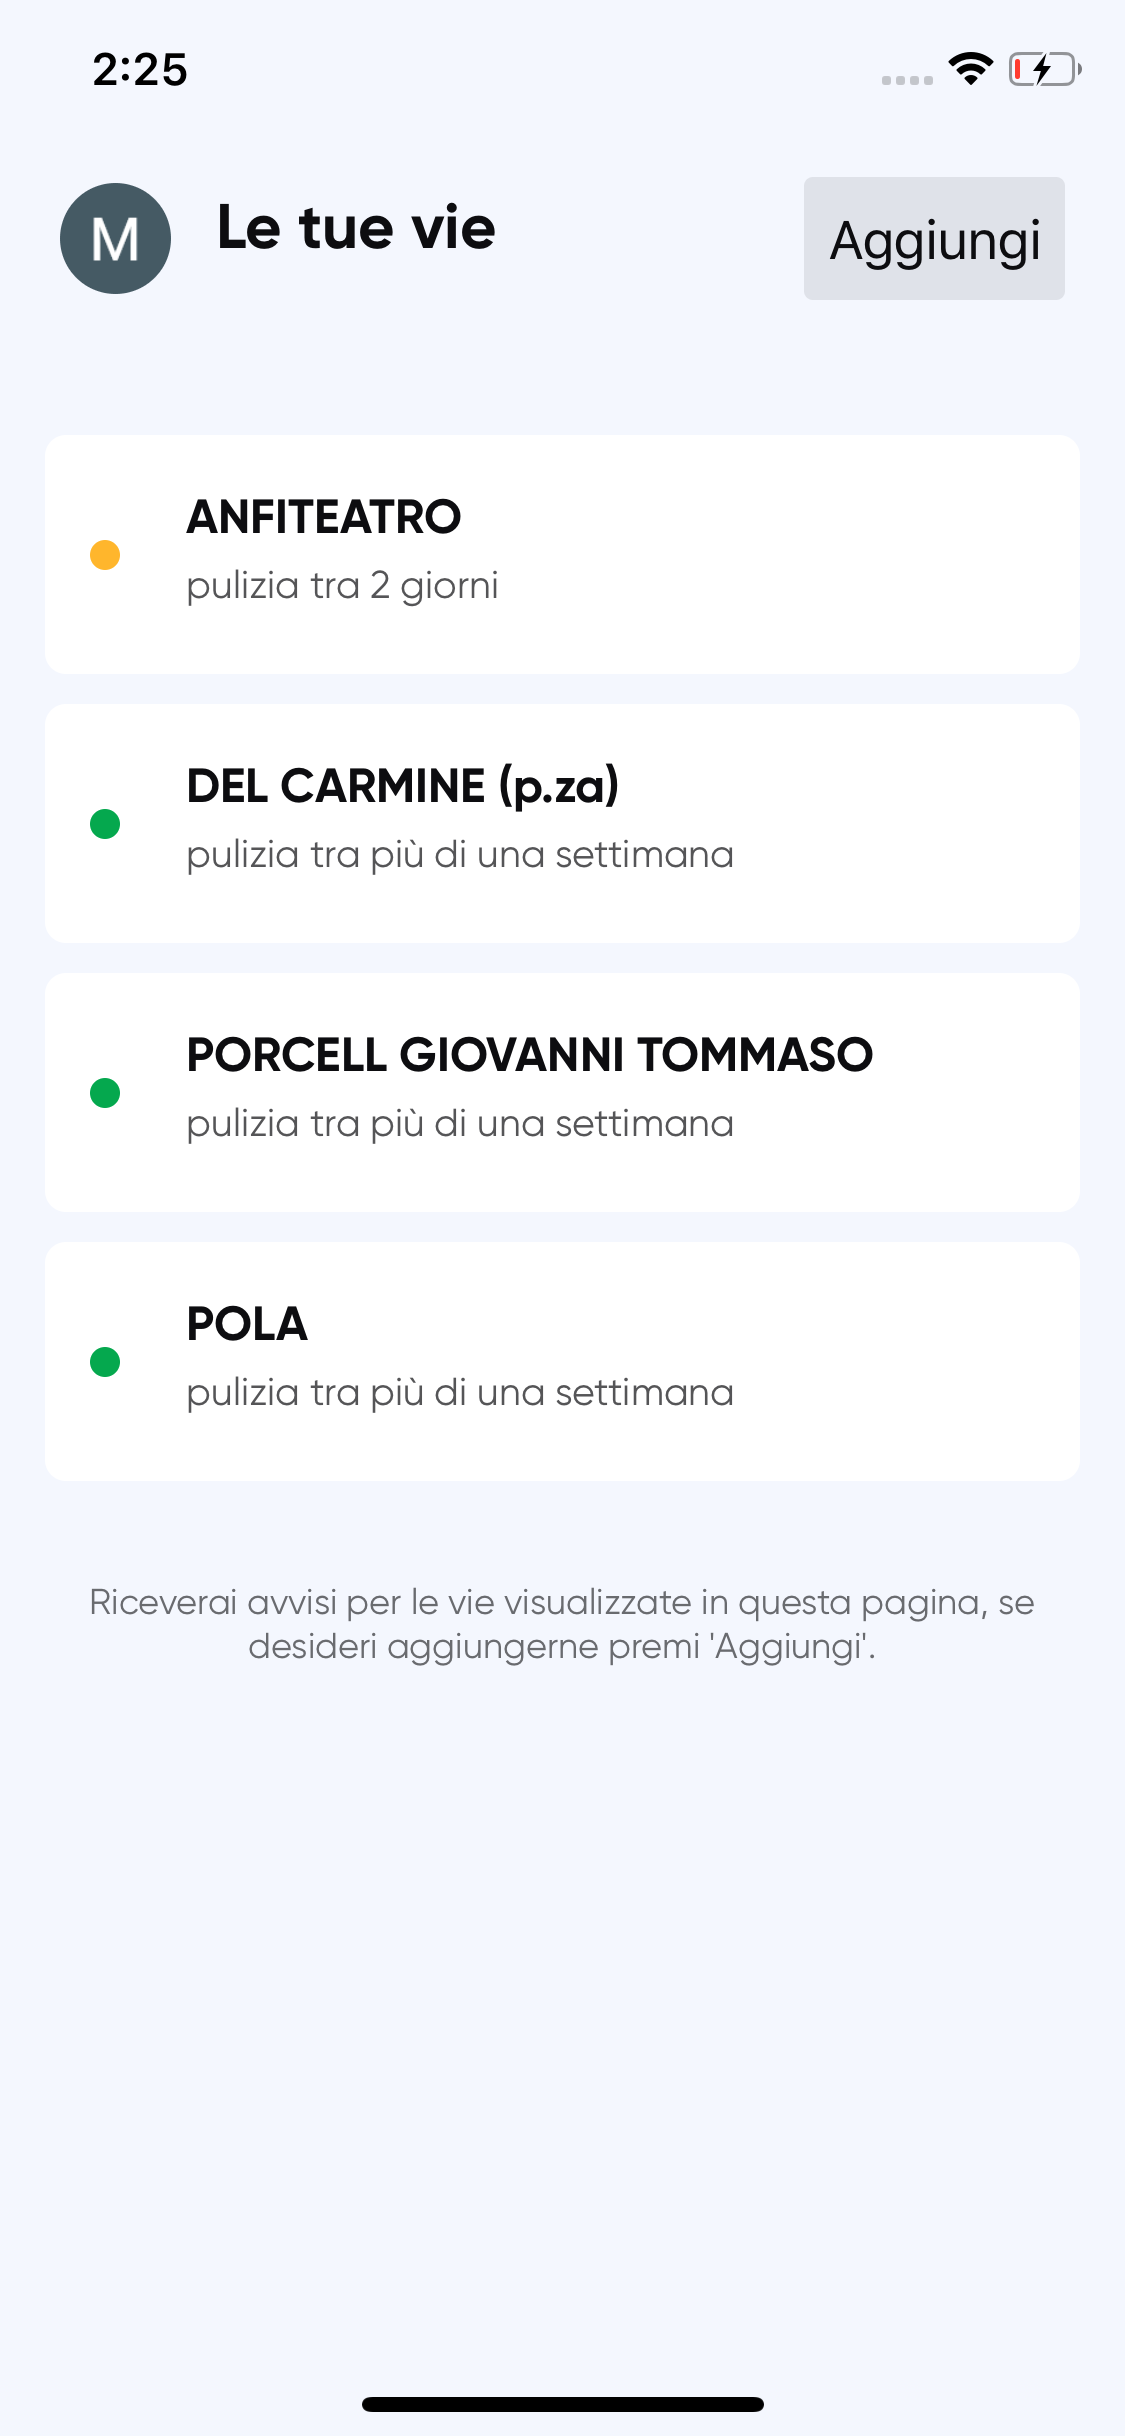 2:25
M
Le tue vie
Aggiungi
ANFITEATRO
pulizia tra 2 giorni
DEL CARMINE (p.za)
pulizia tra più di una settimana
PORCELL GIOVANNI TOMMASO
pulizia tra più di una settimana
POLA
pulizia tra più di una settimana
Riceverai avvisi per le vie visualizzate in questa pagina, se
desideri aggiungerne premi 'Aggiungi'.